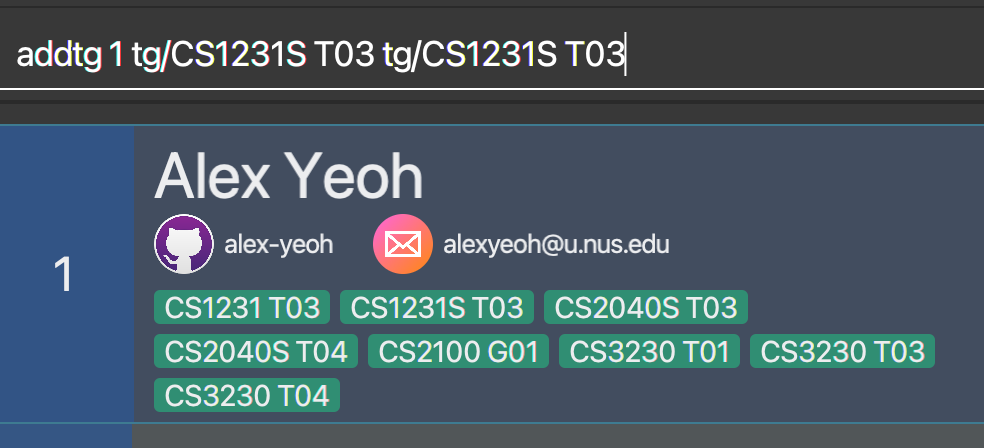 addtg 1 tg/CS1231S T03 tg/CS1231S T03
Alex Yeoh
alex-yeoh alexyeoh@u.nus.edu
1
CS1231 T03 CS1231S T03 CS2040S T03
CS2040S T04 CS2100 G01 CS3230 T01 CS3230 T03
CS3230 T04